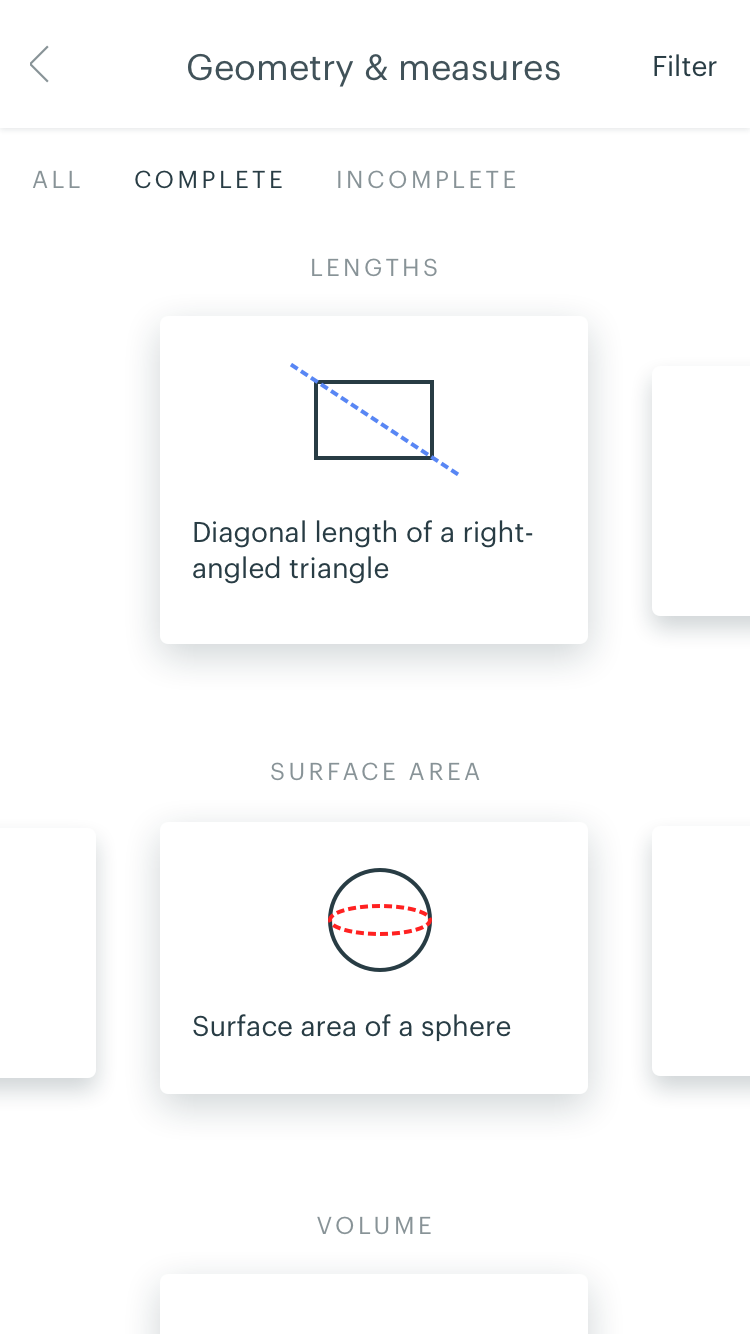 Geometry & measures
Filter
ALL
COMPLETE
INCOMPLETE
LENGTHS
Diagonal length of a right-
angled triangle
SURFACE AREA
Surface area of a sphere
VOLUME